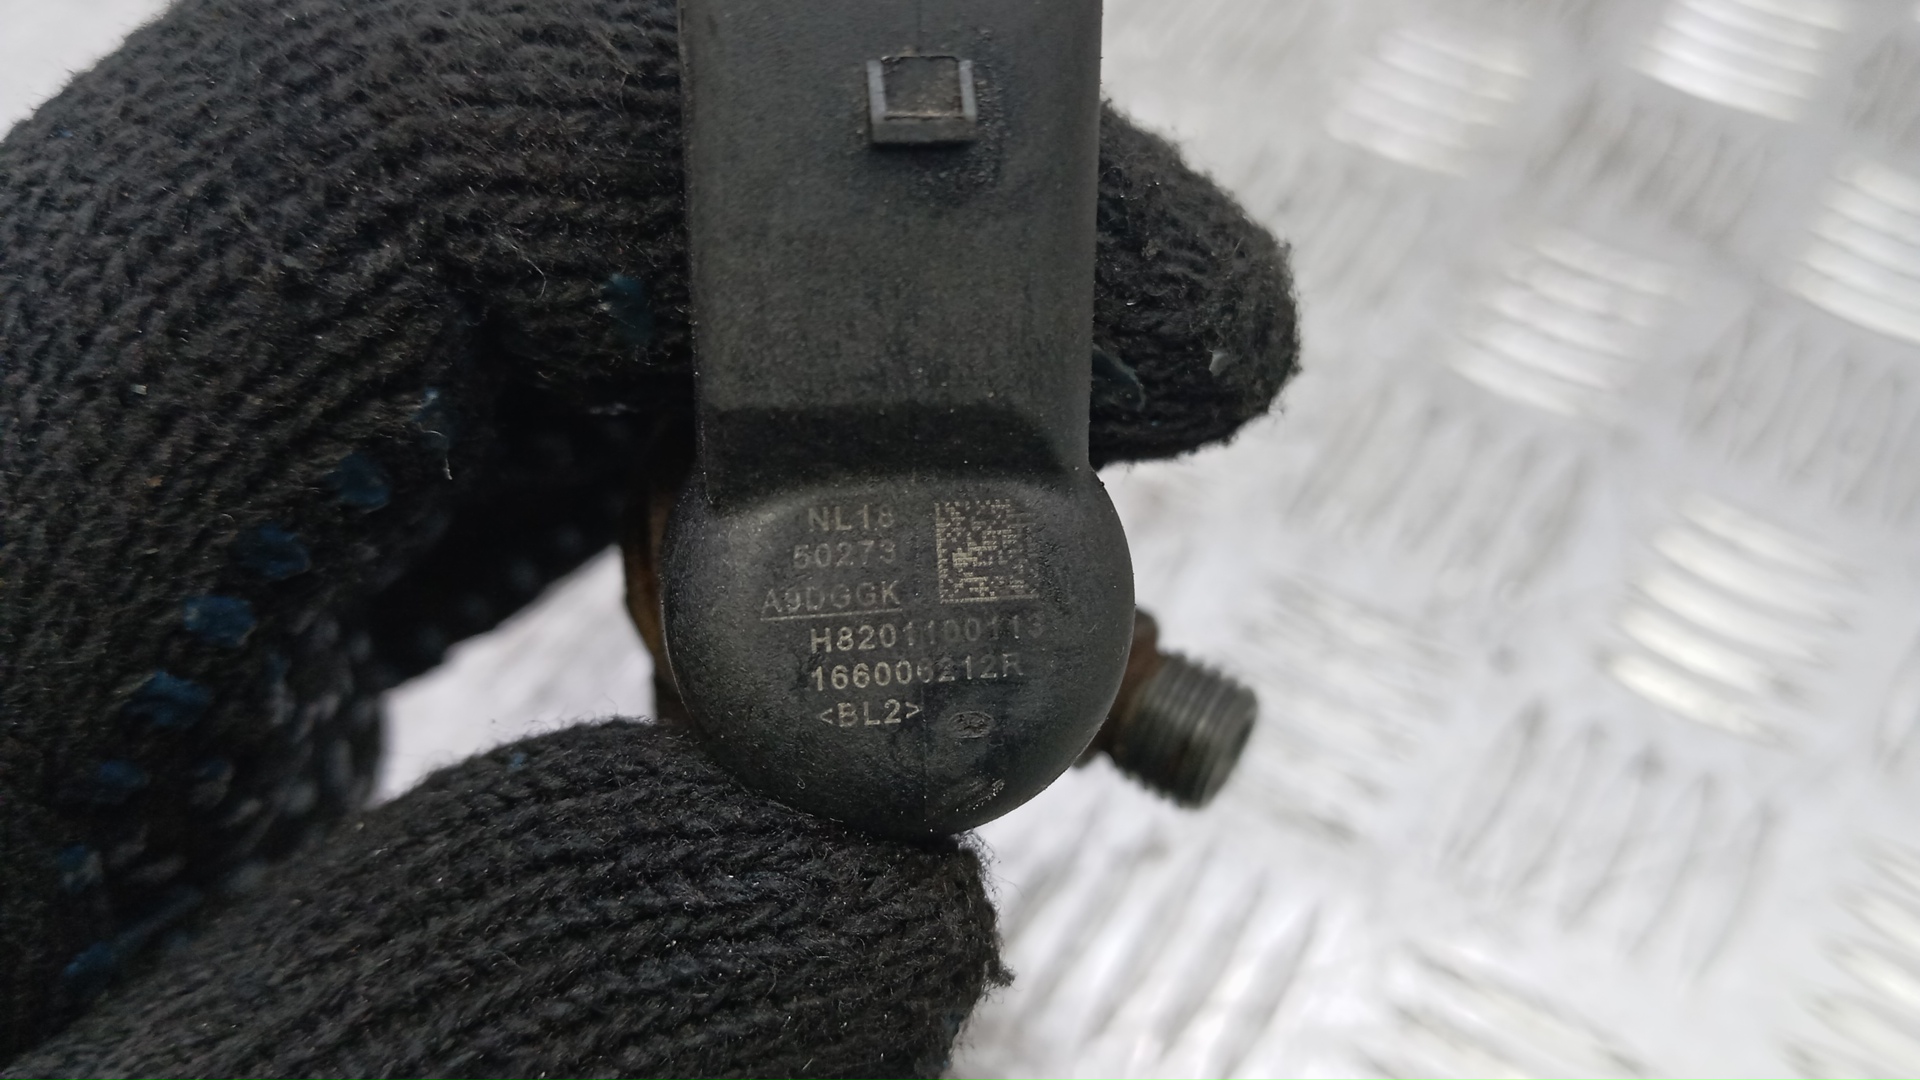 NL18
50273
A9DGGK
H8201100113
166006212R
<BL2>